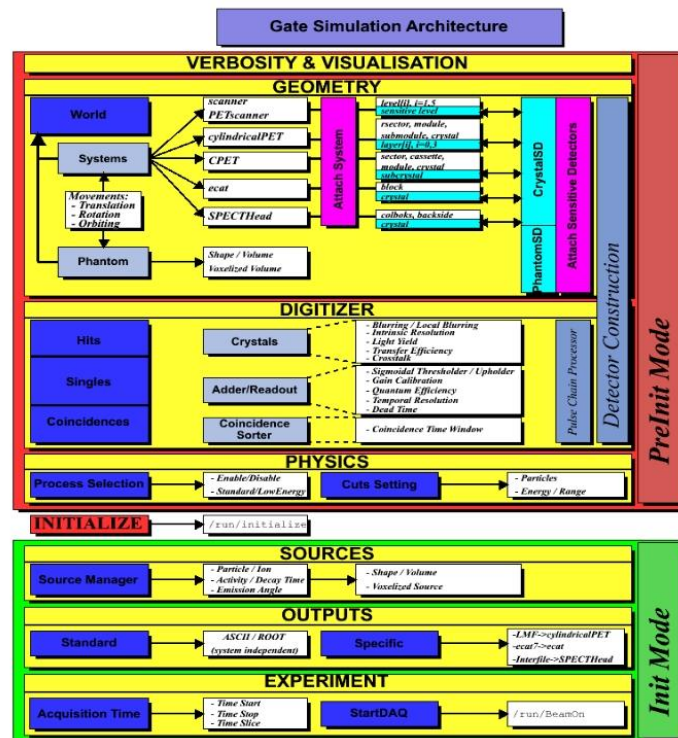 Gate Simulation Architecture
VERBOSITY & VISUALISATION
GEOMETRY
World
Systems
Movements:
- Translation
- Rotation
- Orbiting
Phantom
scanner
PETscanner
cylindricalPET
CPET
ecat
SPECTHead
Shape / Volume
Voxelized Volume
Attach System
level[i], i=1,5
sensitive level
rsector, module,
submodule, crystal
layer[i], i=0,3
sector, cassette,
module, crystal
subcrystal
block
crystal
colboks, backside
crystal
CrystalSD
PhantomSD
Attach Sensitive Detectors
DIGITIZER
Hits
Singles
Coincidences
Crystals
Adder/Readout
Coincidence
Sorter
- Blurring / Local Blurring
- Intrinsic Resolution
- Light Yield
- Transfer Efficiency
- Crosstalk
- Sigmoidal Thresholder / Upholder
- Gain Calibration
- Quantum Efficiency
- Temporal Resolution
- Dead Time
- Coincidence Time Window
Pulse Chain Processor
Detector Construction
PHYSICS
Process Selection
- Enable/Disable
- Standard/LowEnergy
Cuts Setting
- Particles
- Energy / Range
PreInit Mode
INITIALIZE
/run/initialize
SOURCES
Source Manager
- Particle / Ion
- Activity / Decay Time
- Emission Angle
- Shape / Volume
- Voxelized Source
OUTPUTS
Standard
ASCII / ROOT
(system independent)
Specific
-LMF->cylindricalPET
-ecat7->ecat
-Interfile->SPECTHead
EXPERIMENT
Acquisition Time
- Time Start
- Time Stop
- Time Slice
StartDAQ
/run/BeamOn
Init Mode